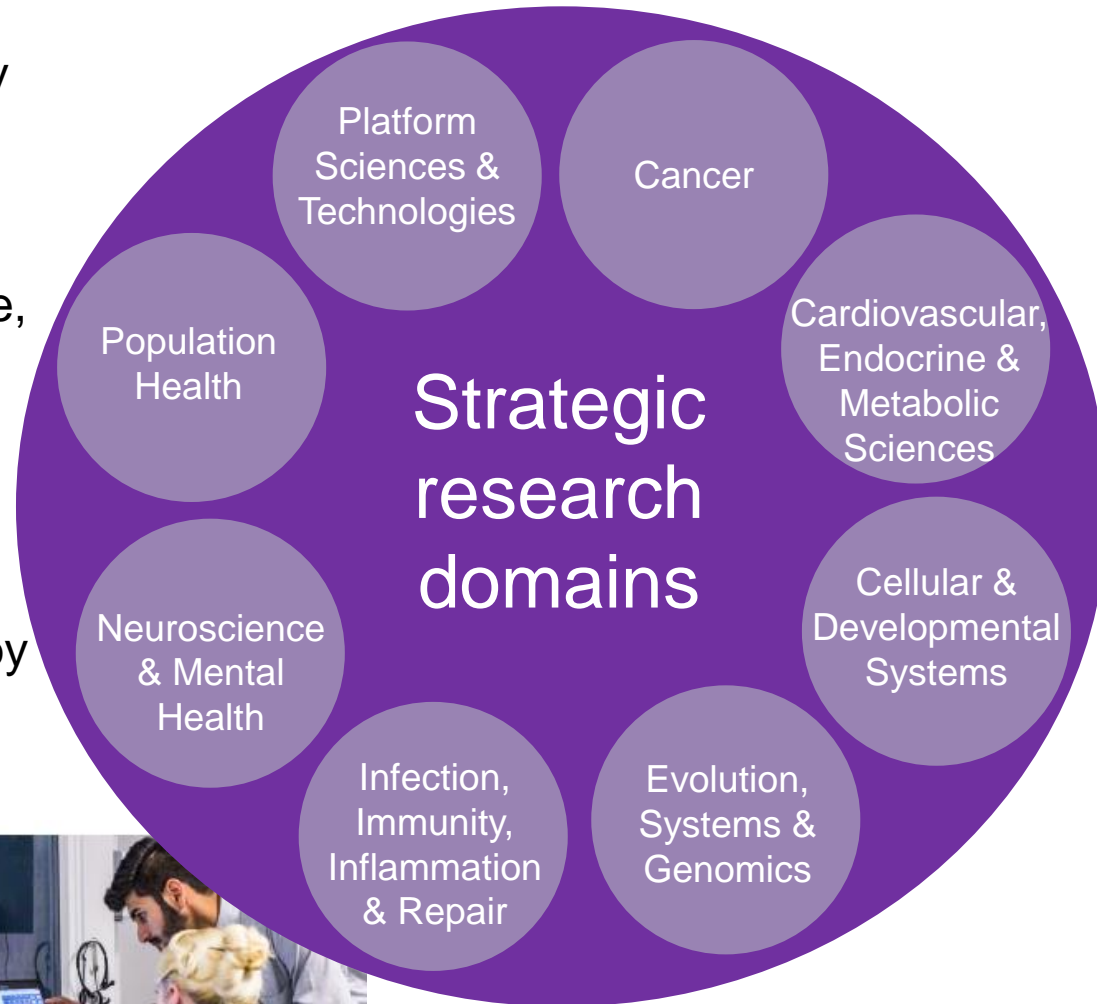 Platform
Sciences &
Technologies
Cancer
Cardiovascular,
Endocrine &
Metabolic
Sciences
Cellular &
Developmental
Systems
Evolution,
Systems &
Genomics
Infection,
Immunity,
Inflammation
& Repair
Neuroscience
& Mental
Health
Population
Health
Strategic
research
domains